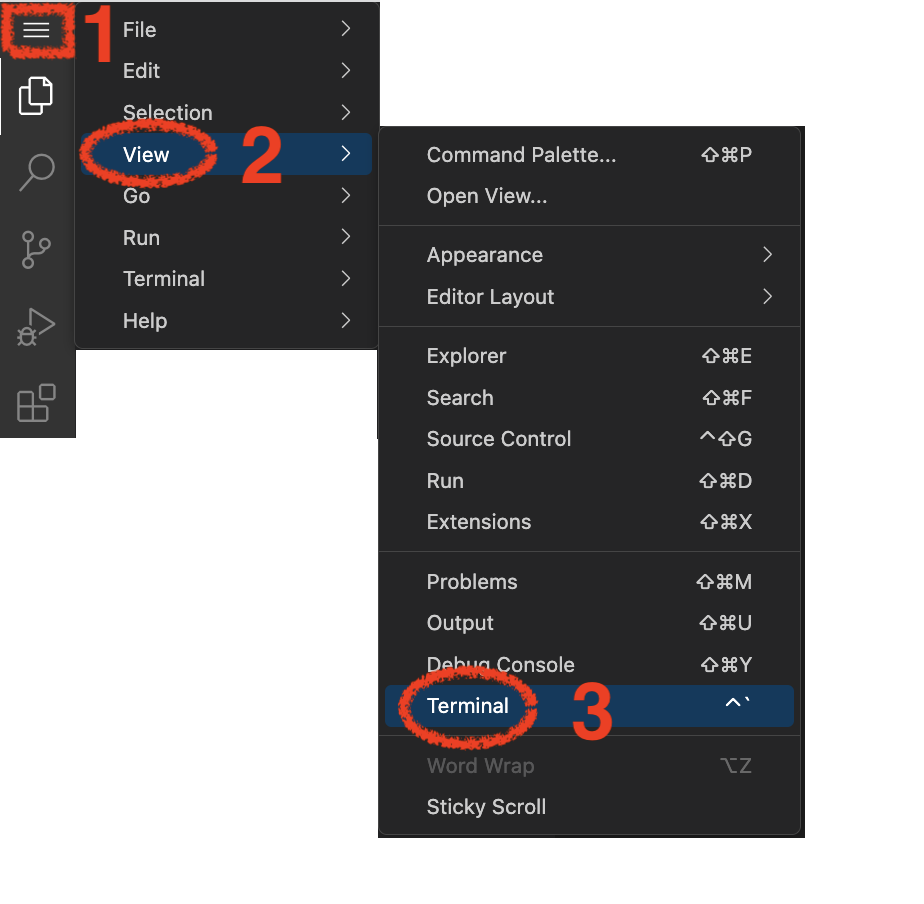 1
File
Edit
Selection
View
2
Go
Run
Terminal
Help
Command Palette... ⇧⌘P
Open View...
Appearance
Editor Layout
Explorer ⇧⌘E
Search ⇧⌘F
Source Control ^⇧G
Run ⇧⌘D
Extensions ⇧⌘X
Problems ⇧⌘M
Output ⇧⌘U
Debug Console ⇧⌘Y
Terminal 3 ^`
Word Wrap ⌥Z
Sticky Scroll